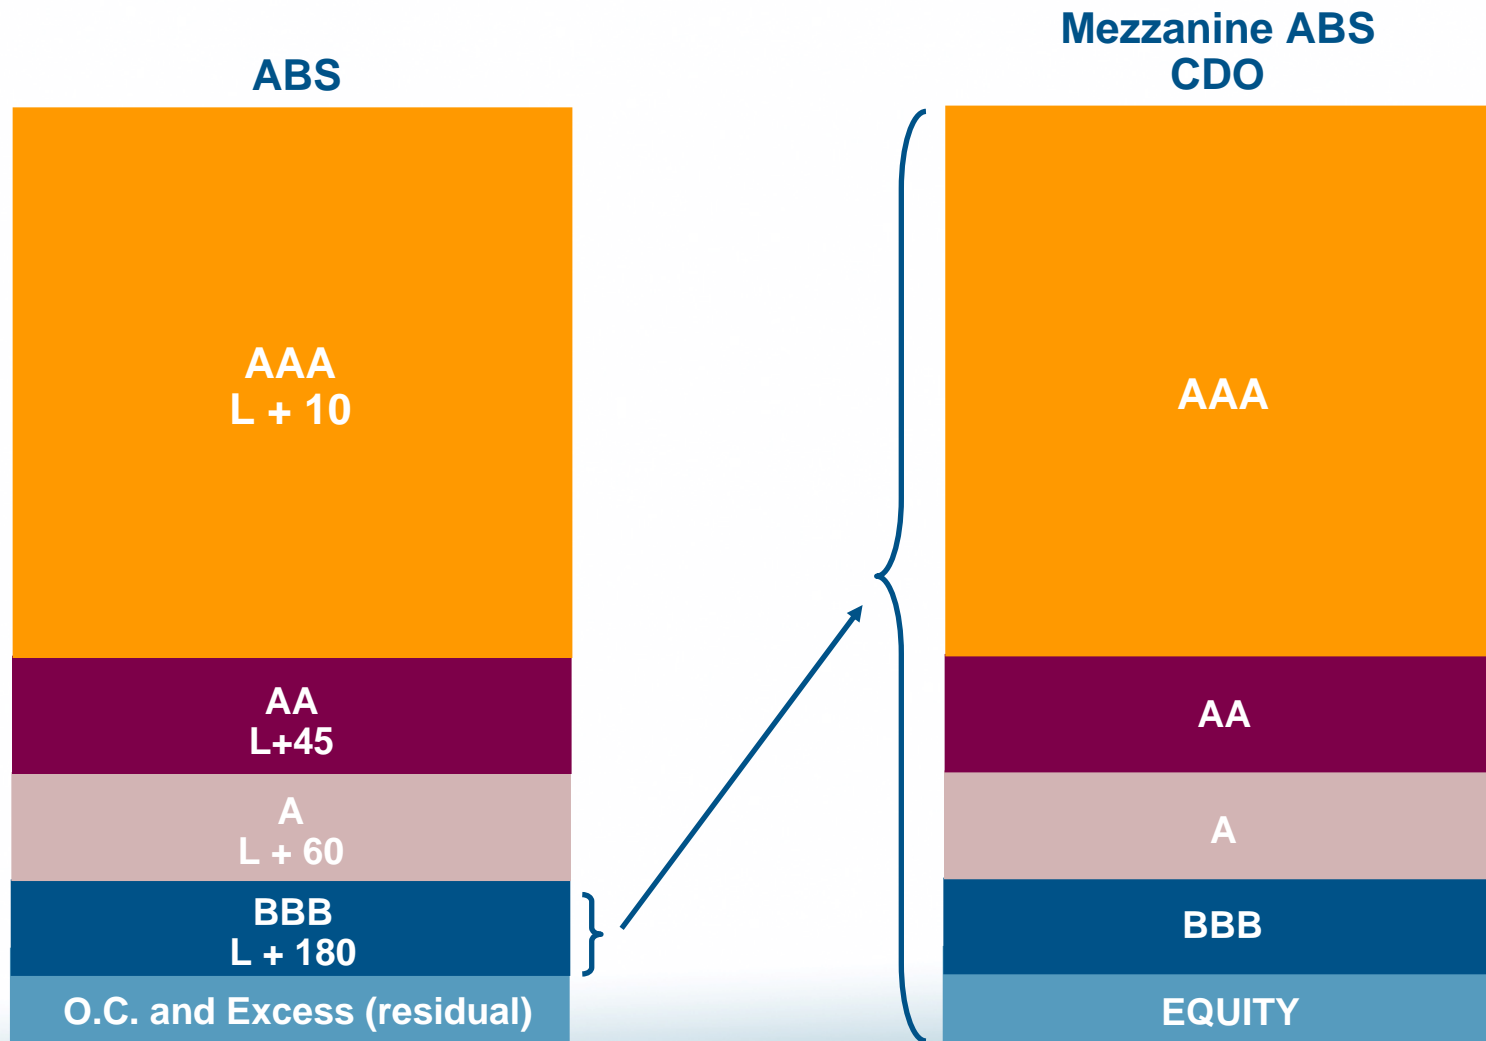 ABS
AAA
L + 10
AA
L+45
A
L + 60
BBB
L + 180
O.C. and Excess (residual)
Mezzanine ABS
CDO
AAA
AA
A
BBB
EQUITY